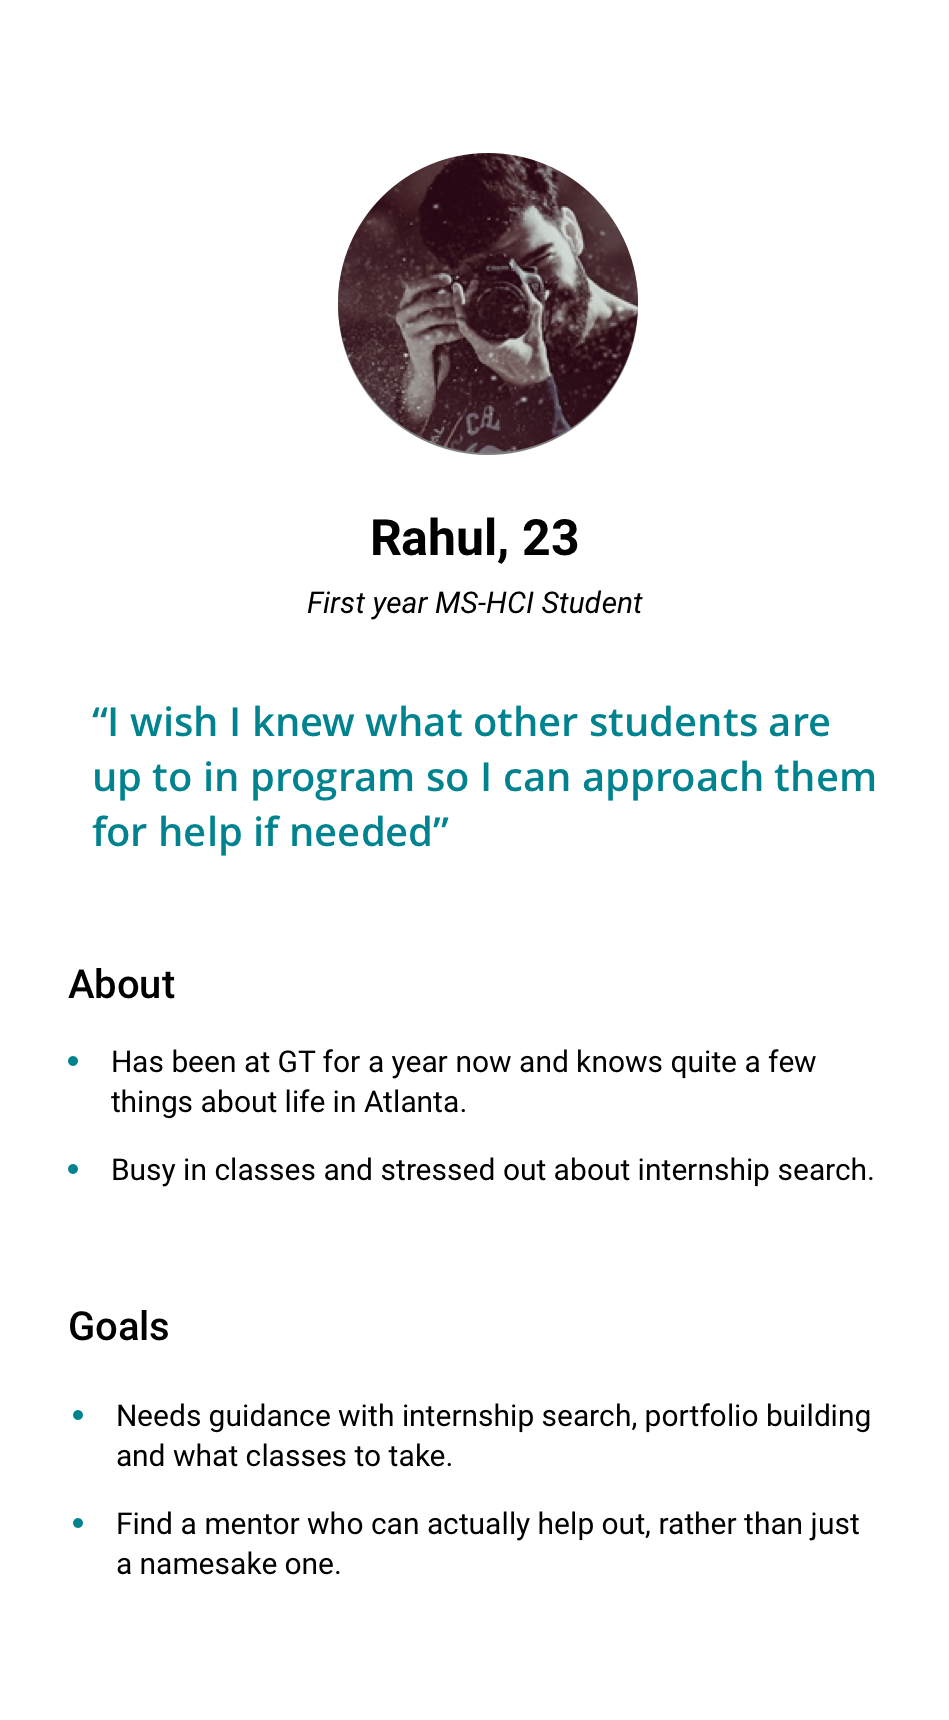 Rahul, 23
First year MS-HCI Student
“I wish I knew what other students are
up to in program so I can approach them
for help if needed”
About
• Has been at GT for a year now and knows quite a few
things about life in Atlanta.
• Busy in classes and stressed out about internship search.
Goals
• Needs guidance with internship search, portfolio building
and what classes to take.
• Find a mentor who can actually help out, rather than just
a namesake one.